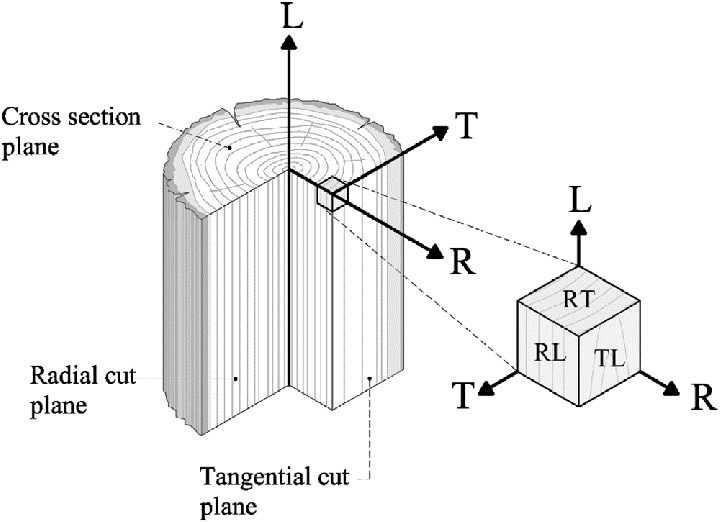 L
Cross section
plane
T
R
L
RT
RL
TL
T
R
Radial cut
plane
Tangential cut
plane